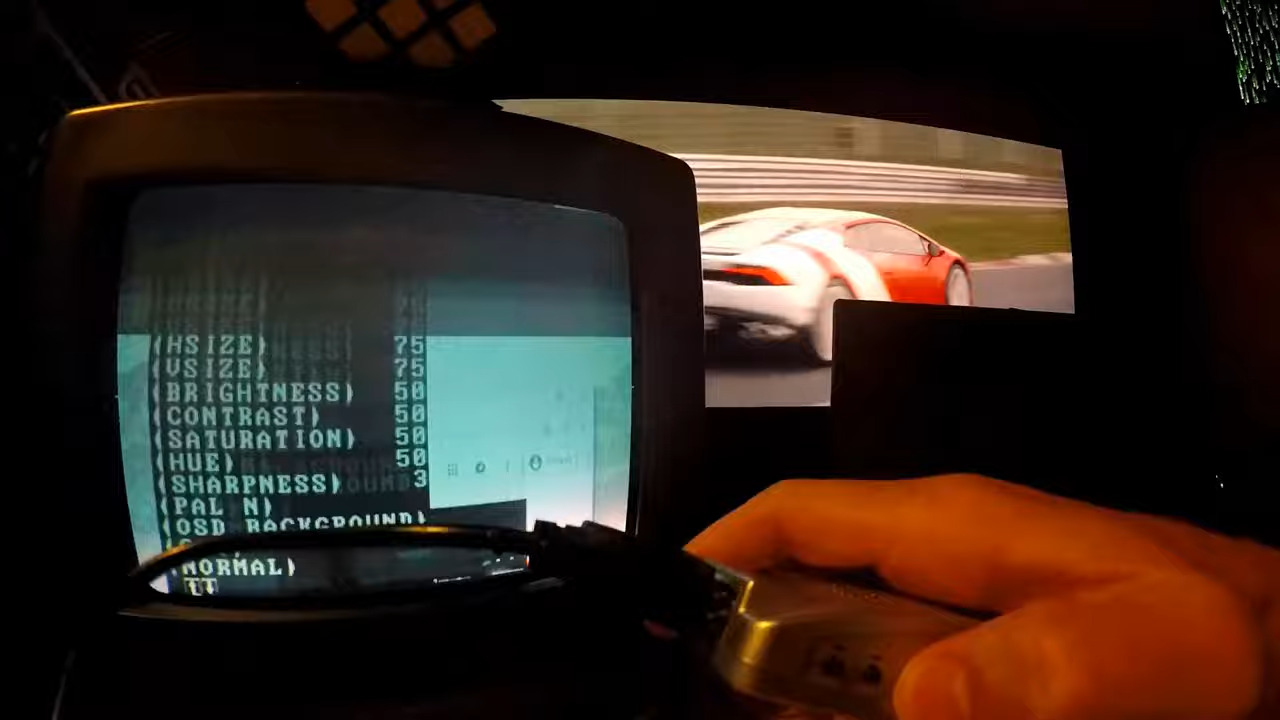 (HSIZE) 75
(VSIZE) 75
(BRIGHTNESS) 50
(CONTRAST) 50
(SATURATION) 50
(HUE) 50
(SHARPNESS) 3
(PAL N)
(OSD BACKGROUND)
(NORMAL)